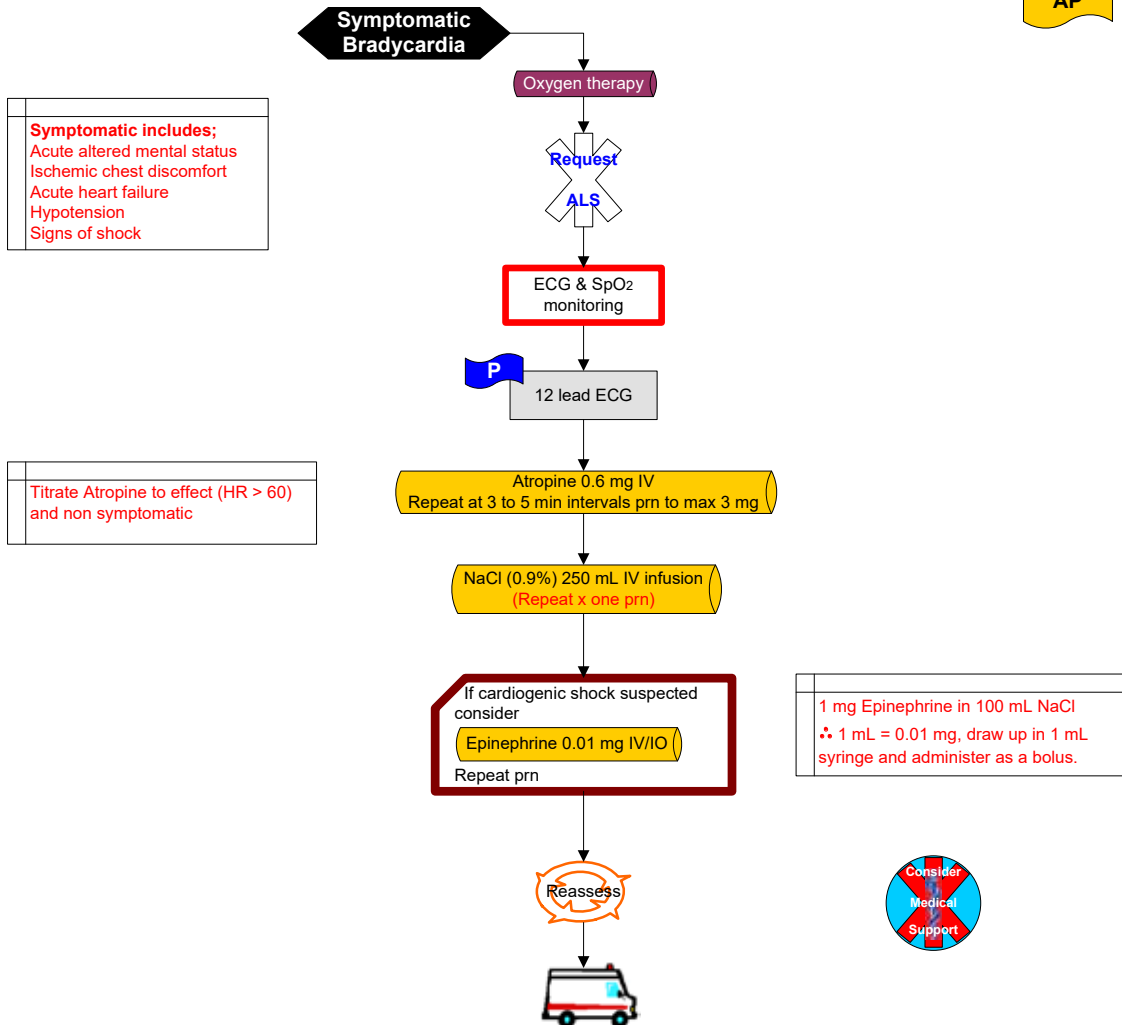 AP
Symptomatic
Bradycardia
Oxygen therapy
Symptomatic includes;
Acute altered mental status
Ischemic chest discomfort
Acute heart failure
Hypotension
Signs of shock
Request
ALS
ECG & SpO2
monitoring
P
12 lead ECG
Titrate Atropine to effect (HR > 60)
and non symptomatic
Atropine 0.6 mg IV
Repeat at 3 to 5 min intervals prn to max 3 mg
NaCl (0.9%) 250 mL IV infusion
(Repeat x one prn)
If cardiogenic shock suspected
consider
Epinephrine 0.01 mg IV/IO
Repeat prn
1 mg Epinephrine in 100 mL NaCl
∴ 1 mL = 0.01 mg, draw up in 1 mL
syringe and administer as a bolus.
Reassess
Consider
Medical
Support